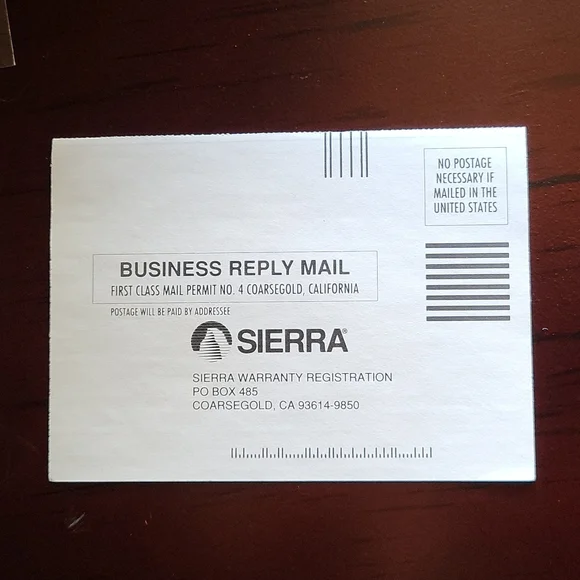 NO POSTAGE
NECESSARY IF
MAILED IN THE
UNITED STATES
BUSINESS REPLY MAIL
FIRST CLASS MAIL PERMIT NO. 4 COARSEGOLD, CALIFORNIA
POSTAGE WILL BE PAID BY ADDRESSEE
SIERRA®
SIERRA WARRANTY REGISTRATION
PO BOX 485
COARSEGOLD, CA 93614-9850